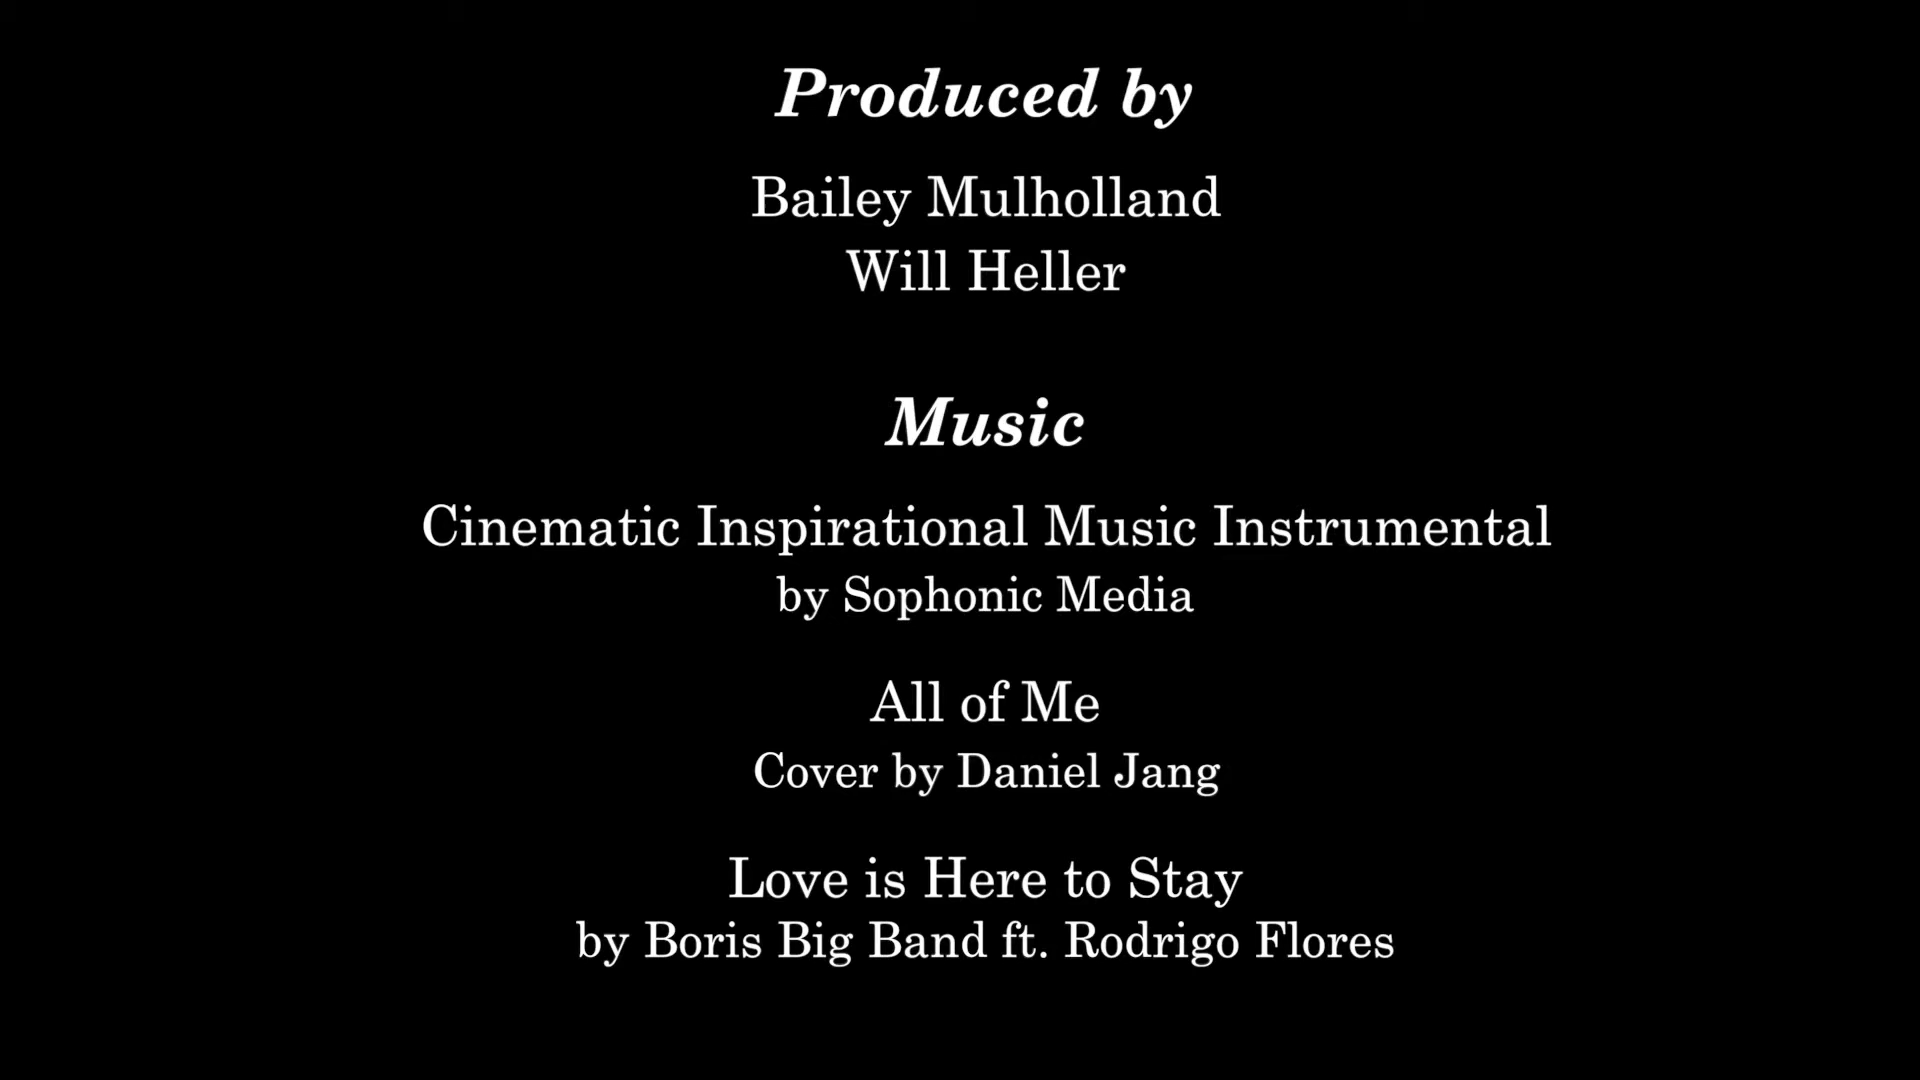 Produced by
Bailey Mulholland
Will Heller
Music
Cinematic Inspirational Music Instrumental
by Sophonic Media
All of Me
Cover by Daniel Jang
Love is Here to Stay
by Boris Big Band ft. Rodrigo Flores